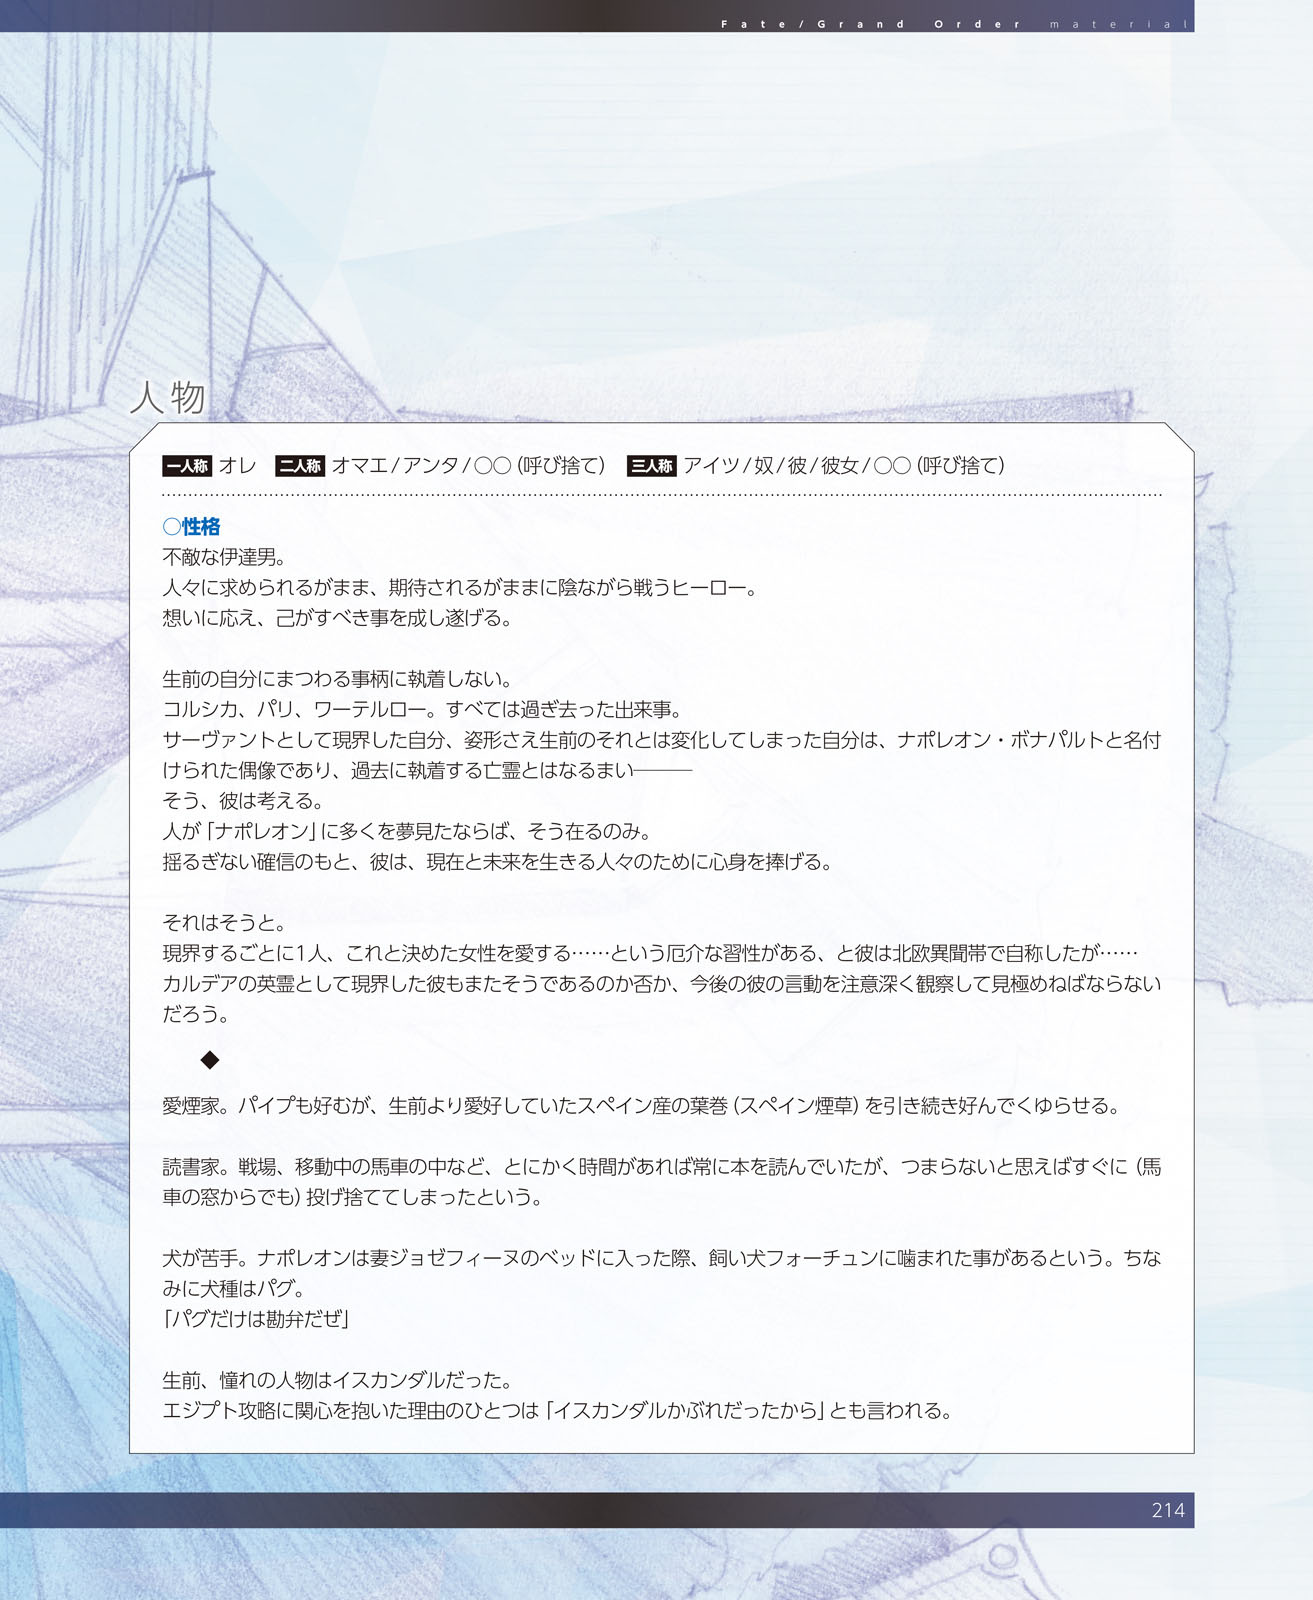 Fate/Grand Order material
人物
一人称 オレ 二人称 オマエ/アンタ/○○(呼び捨て) 三人称 アイツ/奴/彼/彼女/○○(呼び捨て)
○性格
不敵な伊達男。
人々に求められるがまま、期待されるがままに陰ながら戦うヒーロー。
想いに応え、己がすべき事を成し遂げる。
生前の自分にまつわる事柄に執着しない。
コルシカ、パリ、ワーテルロー。すべては過ぎ去った出来事。
サーヴァントとして現界した自分、姿形さえ生前のそれとは変化してしまった自分は、ナポレオン・ボナパルトと名付
けられた偶像であり、過去に執着する亡霊とはなるまい―――
そう、彼は考える。
人が「ナポレオン」に多くを夢見たならば、そう在るのみ。
揺るぎない確信のもと、彼は、現在と未来を生きる人々のために心身を捧げる。
それはそうと。
現界するごとに1人、これと決めた女性を愛する……という厄介な習性がある、と彼は北欧異聞帯で自称したが……
カルデアの英霊として現界した彼もまたそうであるのか否か、今後の彼の言動を注意深く観察して見極めねばならない
だろう。
◆
愛煙家。パイプも好むが、生前より愛好していたスペイン産の葉巻(スペイン煙草)を引き続き好んでくゆらせる。
読書家。戦場、移動中の馬車の中など、とにかく時間があれば常に本を読んでいたが、つまらないと思えばすぐに(馬
車の窓からでも)投げ捨ててしまったという。
犬が苦手。ナポレオンは妻ジョゼフィーヌのベッドに入った際、飼い犬フォーチュンに噛まれた事があるという。ちな
みに犬種はパグ。
「パグだけは勘弁だぜ」
生前、憧れの人物はイスカンダルだった。
エジプト攻略に関心を抱いた理由のひとつは「イスカンダルかぶれだったから」とも言われる。
214